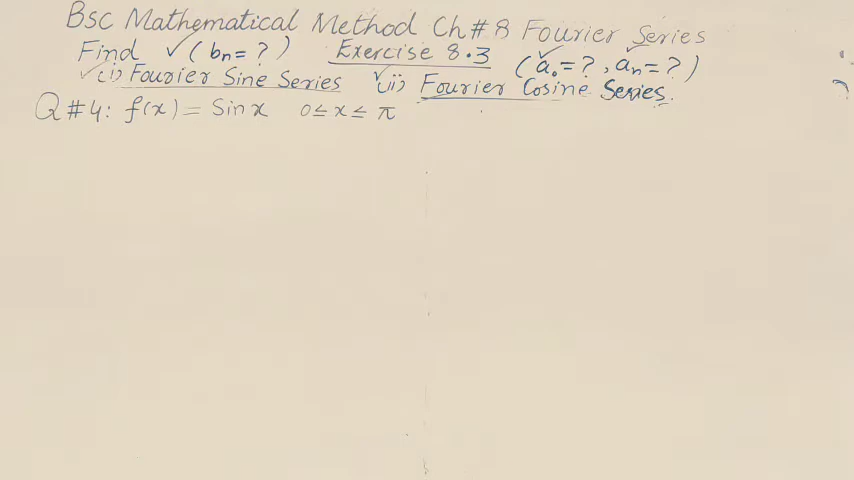 Bsc Mathematical Method Ch # 8 Fourier Series
Find ✓ (bn = ?) Exercise 8.3 (a₀ = ?, an = ?)
✓(i) Fourier Sine Series ✓(ii) Fourier Cosine Series.
Q # 4: f(x) = Sin x 0 ≤ x ≤ π